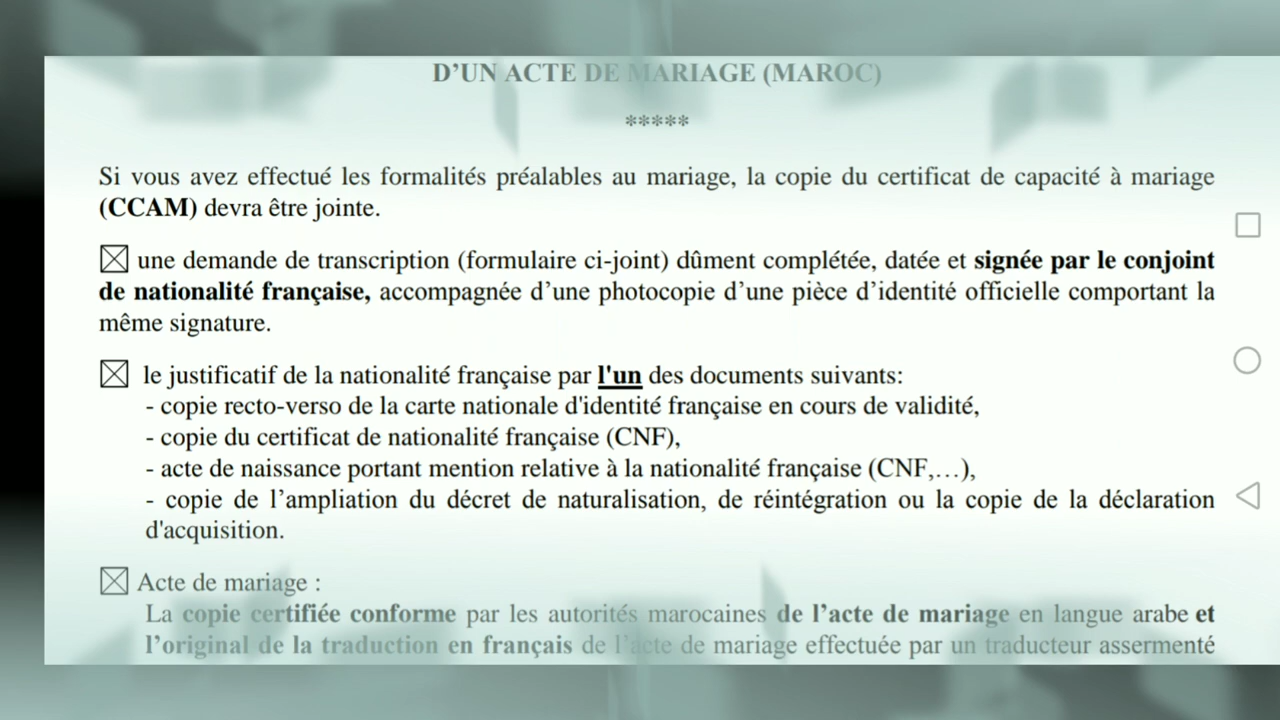 D’UN ACTE DE MARIAGE (MAROC)
*****
Si vous avez effectué les formalités préalables au mariage, la copie du certificat de capacité à mariage
(CCAM) devra être jointe.
une demande de transcription (formulaire ci-joint) dûment complétée, datée et signée par le conjoint
de nationalité française, accompagnée d’une photocopie d’une pièce d’identité officielle comportant la
même signature.
le justificatif de la nationalité française par l'un des documents suivants:
- copie recto-verso de la carte nationale d'identité française en cours de validité,
- copie du certificat de nationalité française (CNF),
- acte de naissance portant mention relative à la nationalité française (CNF,…),
- copie de l’ampliation du décret de naturalisation, de réintégration ou la copie de la déclaration
d'acquisition.
Acte de mariage :
La copie certifiée conforme par les autorités marocaines de l’acte de mariage en langue arabe et
l’original de la traduction en français de l’acte de mariage effectuée par un traducteur assermenté